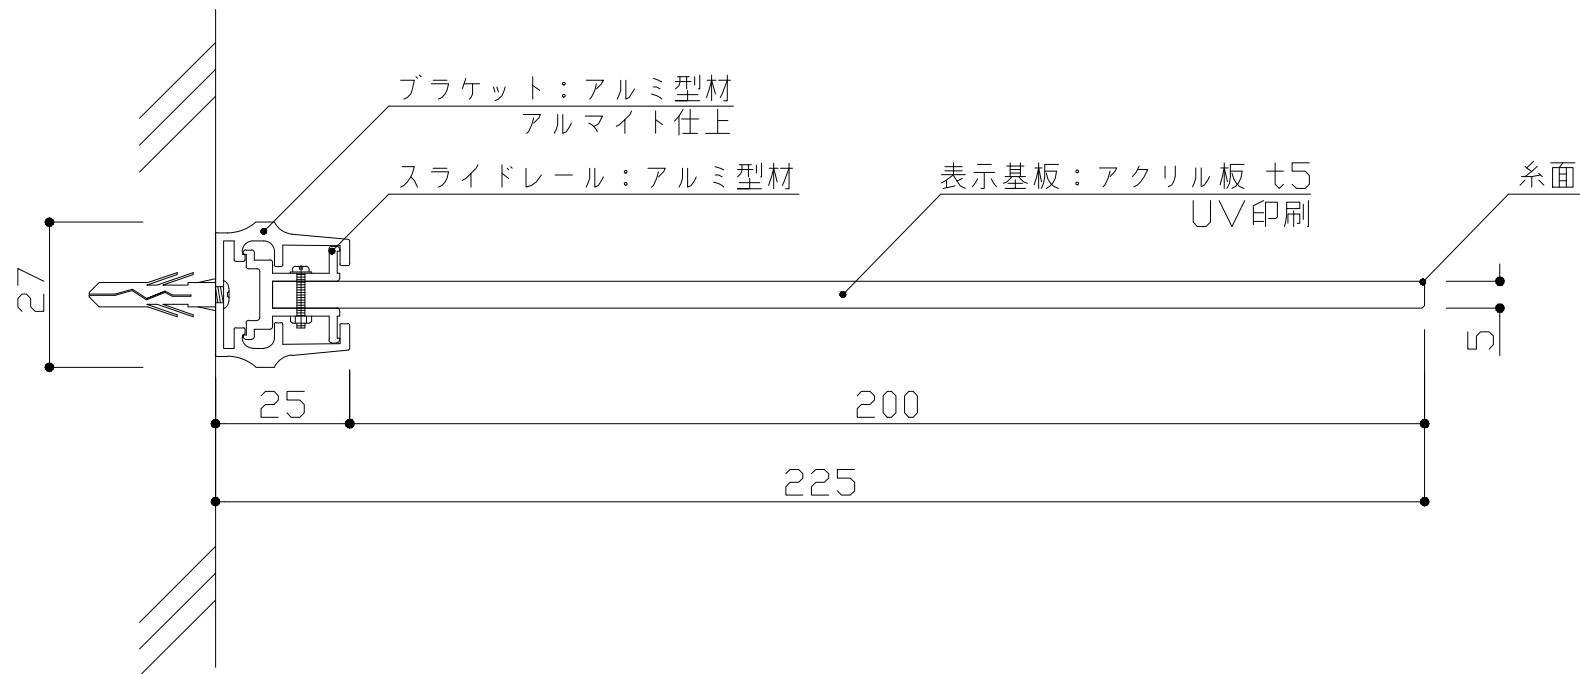 ブラケット：アルミ型材
アルマイト仕上
スライドレール：アルミ型材
表示基板：アクリル板 t5
UV印刷
糸面
27
5
25
200
225